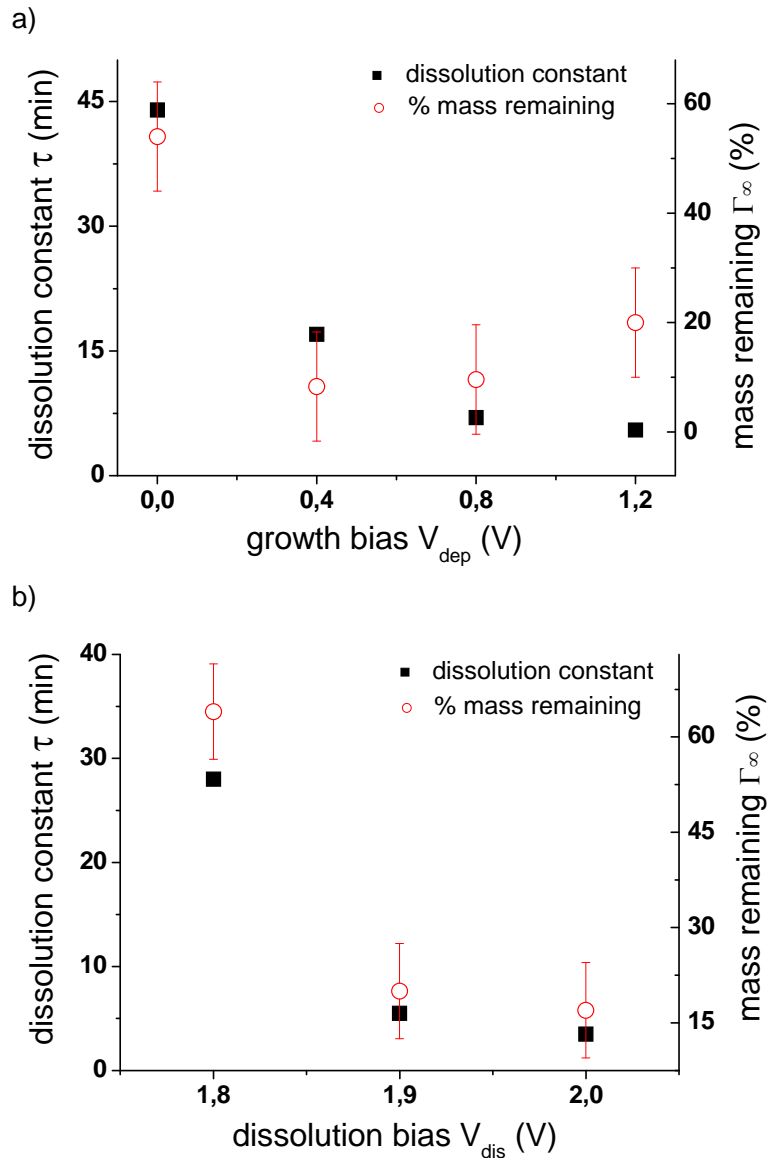 a)
dissolution constant
% mass remaining
dissolution constant τ (min)
45
30
15
0
60
40
20
0
mass remaining Γ∞ (%)
0,0 0,4 0,8 1,2
growth bias V_dep (V)
b)
dissolution constant
% mass remaining
dissolution constant τ (min)
40
30
20
10
0
60
45
30
15
mass remaining Γ∞ (%)
1,8 1,9 2,0
dissolution bias V_dis (V)